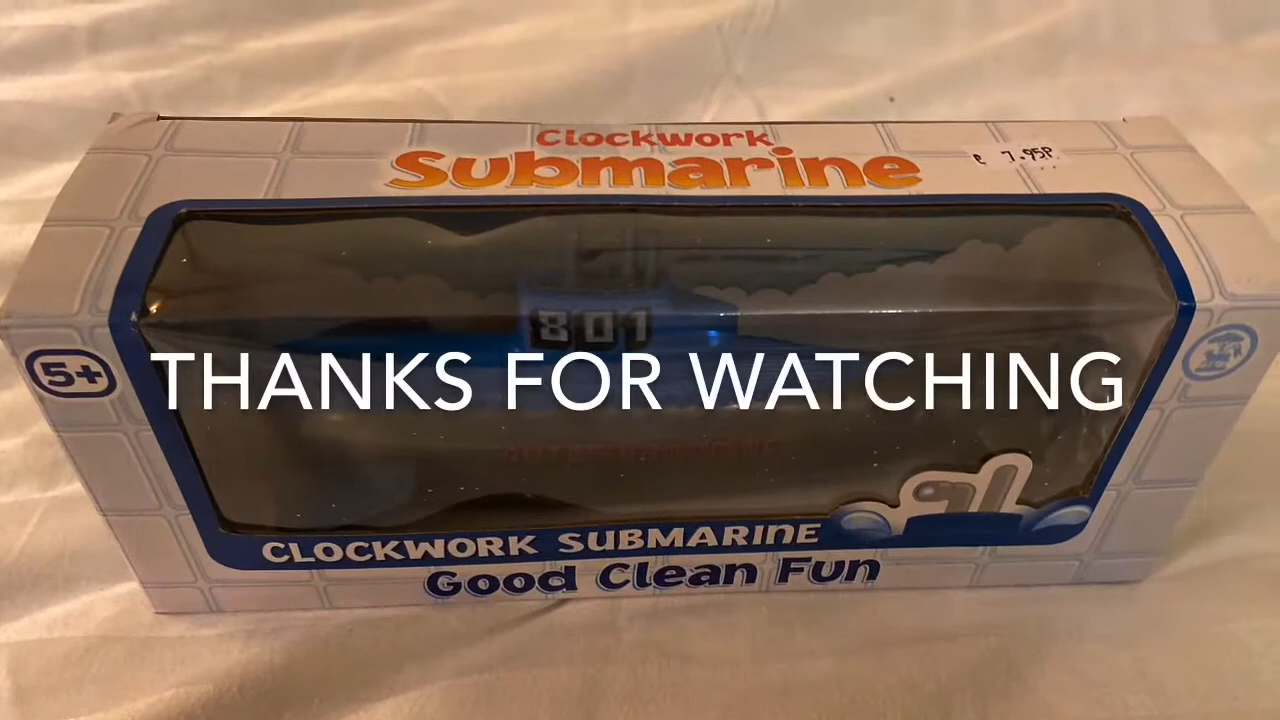 Clockwork
Submarine
£ 7.95P
801
5+
THANKS FOR WATCHING
CLOCKWORK SUBMARINE
Good Clean Fun